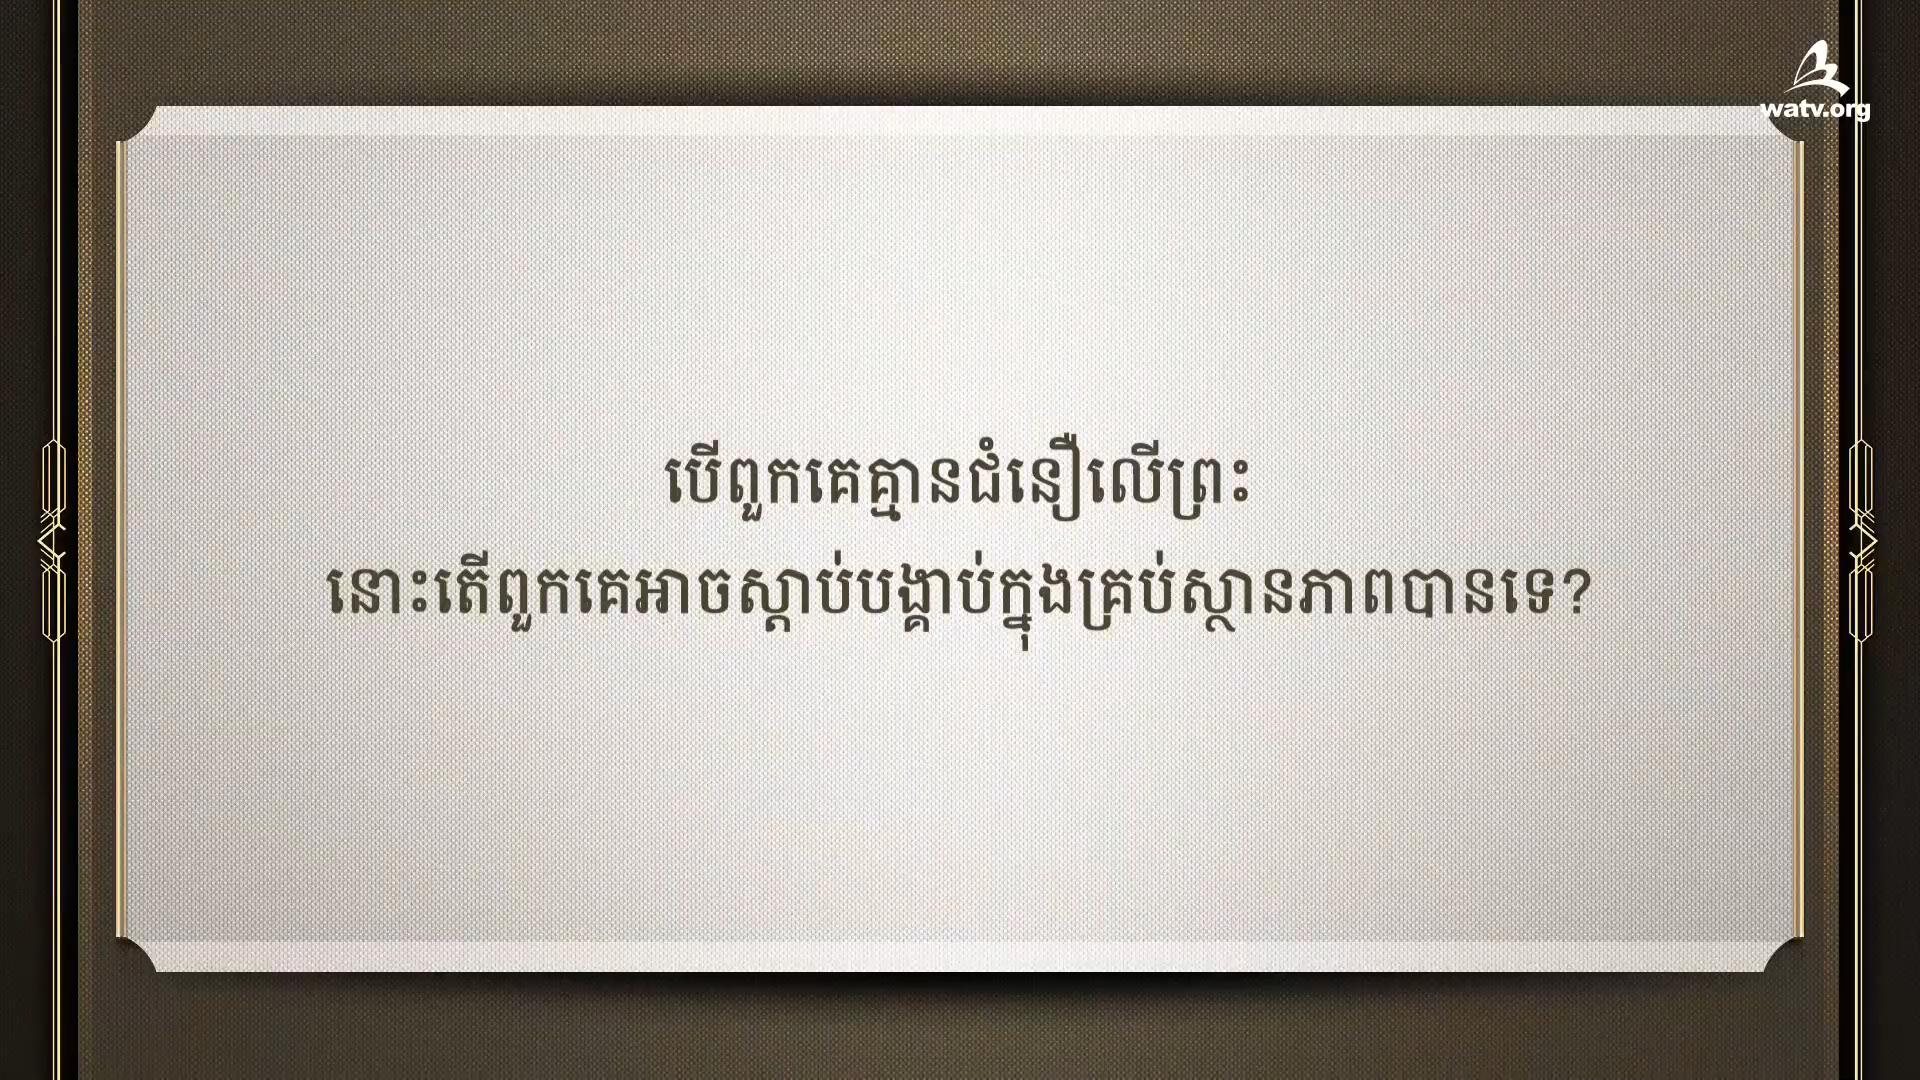 watv.org
បើពួកគេគ្មានជំនឿលើព្រះ
នោះតើពួកគេអាចស្តាប់បង្គាប់ក្នុងគ្រប់ស្ថានភាពបានទេ?